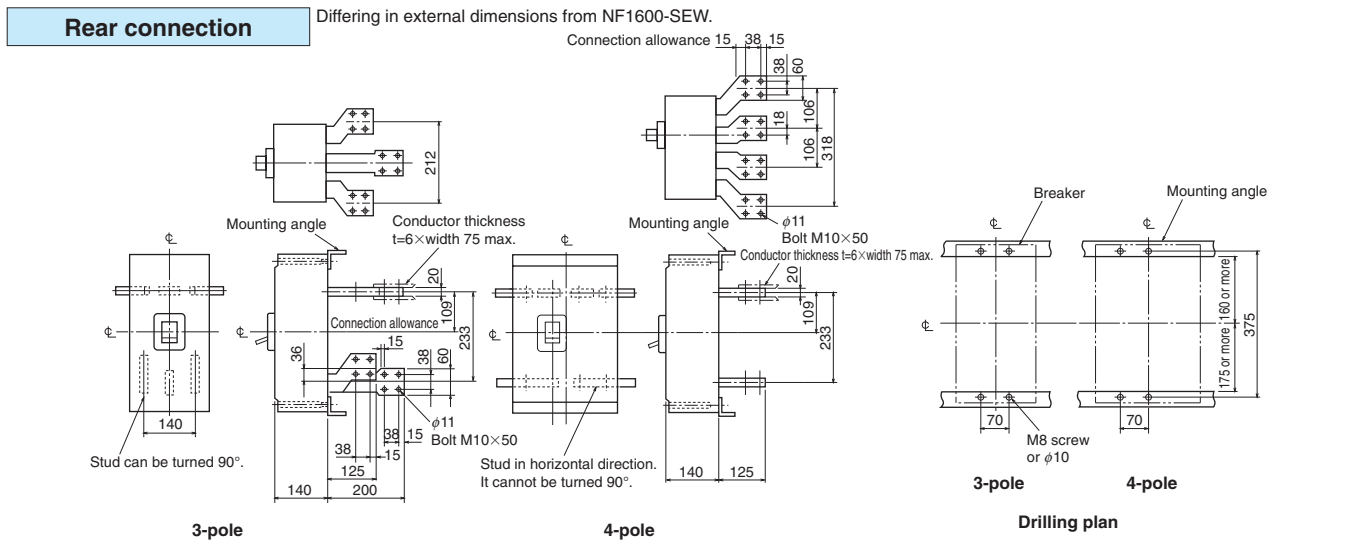 Rear connection
Differing in external dimensions from NF1600-SEW.
Connection allowance 15 38 15
38
60
18
106
106
318
212
Mounting angle
Conductor thickness
t=6×width 75 max.
20
109
233
Connection allowance
15
36
38
60
φ11
Bolt M10×50
38
15
38
15
125
140
200
140
Stud can be turned 90°.
℄
℄
℄
3-pole
φ11
Bolt M10×50
Mounting angle
Conductor thickness t=6×width 75 max.
20
109
233
℄
℄
Stud in horizontal direction.
It cannot be turned 90°.
140
125
4-pole
Breaker
Mounting angle
℄
℄
℄
160 or more
175 or more
375
70
70
M8 screw
or φ10
3-pole
4-pole
Drilling plan